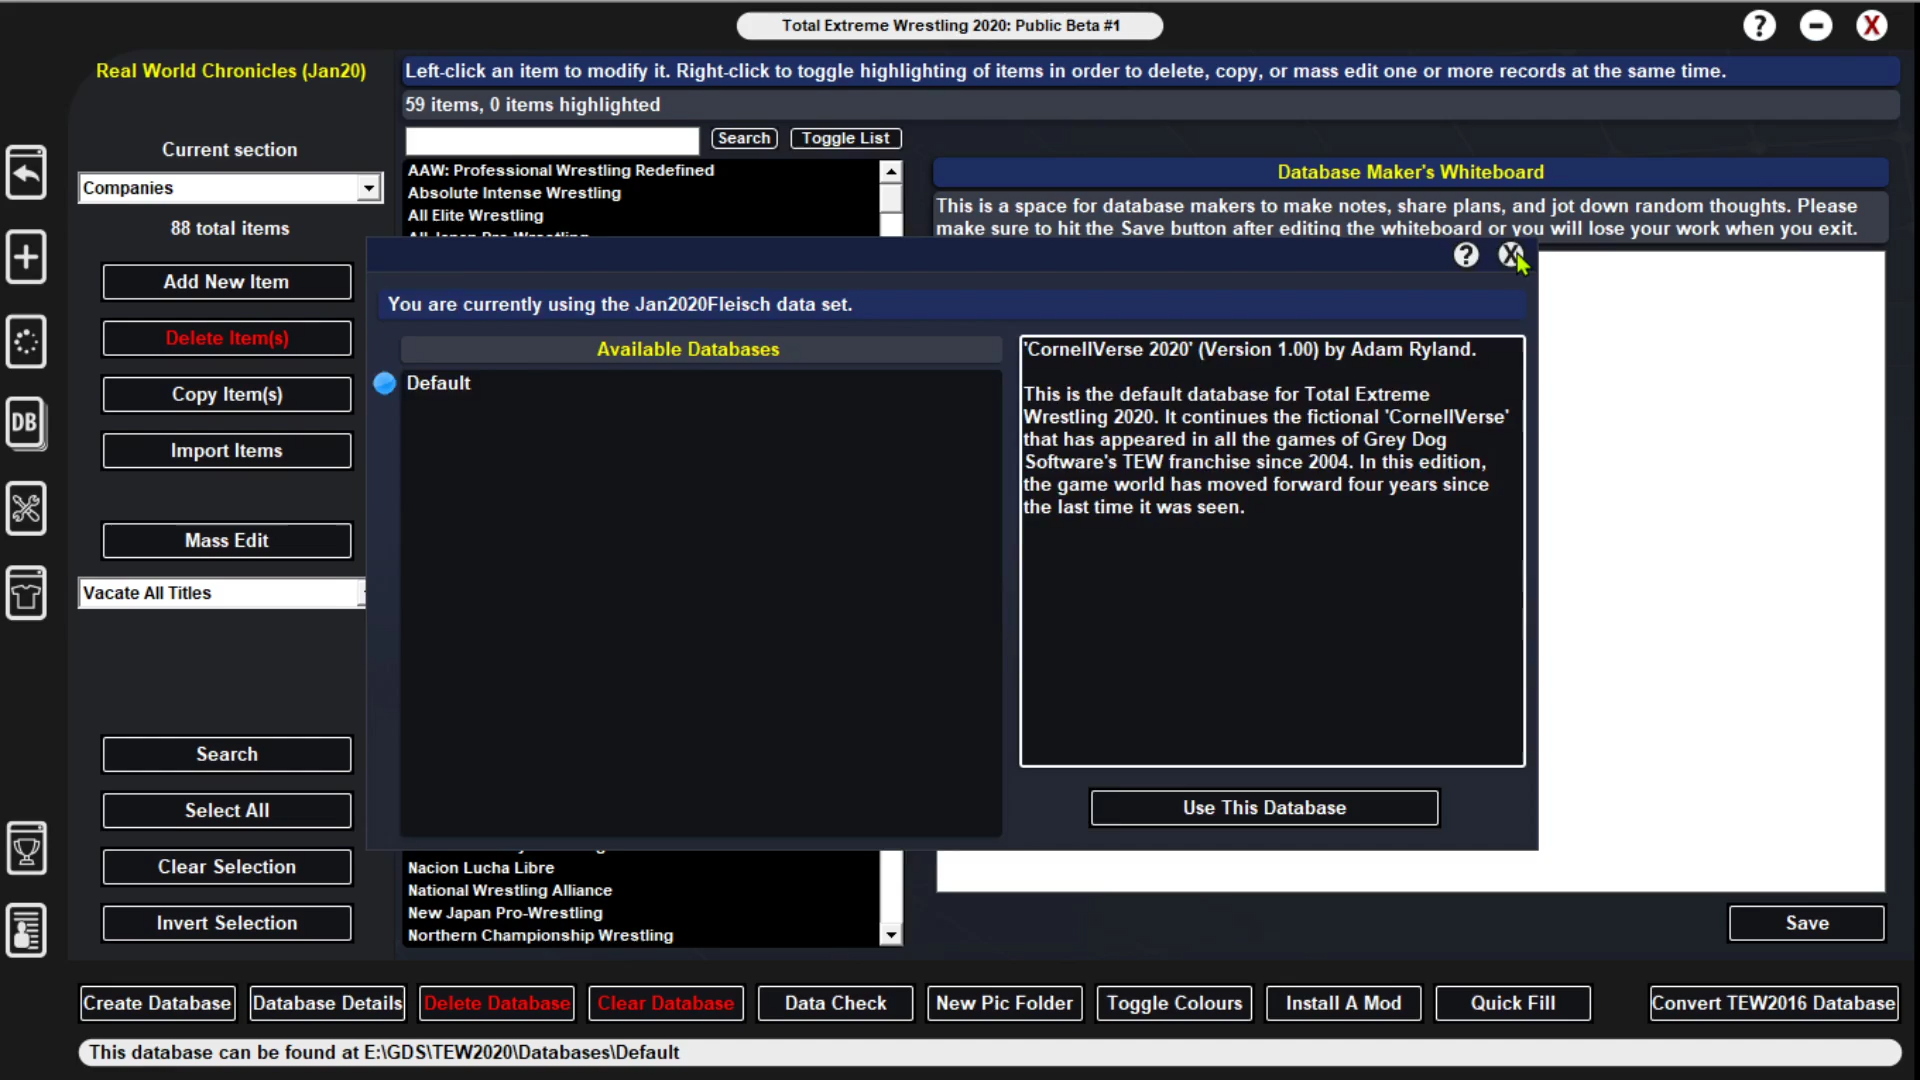 Total Extreme Wrestling 2020: Public Beta #1
?
X
Real World Chronicles (Jan20)
Left-click an item to modify it. Right-click to toggle highlighting of items in order to delete, copy, or mass edit one or more records at the same time.
59 items, 0 items highlighted
Current section
Search
Toggle List
Companies
88 total items
AAW: Professional Wrestling Redefined
Absolute Intense Wrestling
All Elite Wrestling
All Japan Pro-Wrestling
Database Maker's Whiteboard
This is a space for database makers to make notes, share plans, and jot down random thoughts. Please
make sure to hit the Save button after editing the whiteboard or you will lose your work when you exit.
? X
You are currently using the Jan2020Fleisch data set.
Available Databases
Default
'CornellVerse 2020' (Version 1.00) by Adam Ryland.
This is the default database for Total Extreme
Wrestling 2020. It continues the fictional 'CornellVerse'
that has appeared in all the games of Grey Dog
Software's TEW franchise since 2004. In this edition,
the game world has moved forward four years since
the last time it was seen.
Use This Database
Add New Item
Delete Item(s)
Copy Item(s)
Import Items
DB
Mass Edit
Vacate All Titles
Search
Select All
Clear Selection
Invert Selection
Nacion Lucha Libre
National Wrestling Alliance
New Japan Pro-Wrestling
Northern Championship Wrestling
Save
Create Database
Database Details
Delete Database
Clear Database
Data Check
New Pic Folder
Toggle Colours
Install A Mod
Quick Fill
Convert TEW2016 Database
This database can be found at E:\GDS\TEW2020\Databases\Default